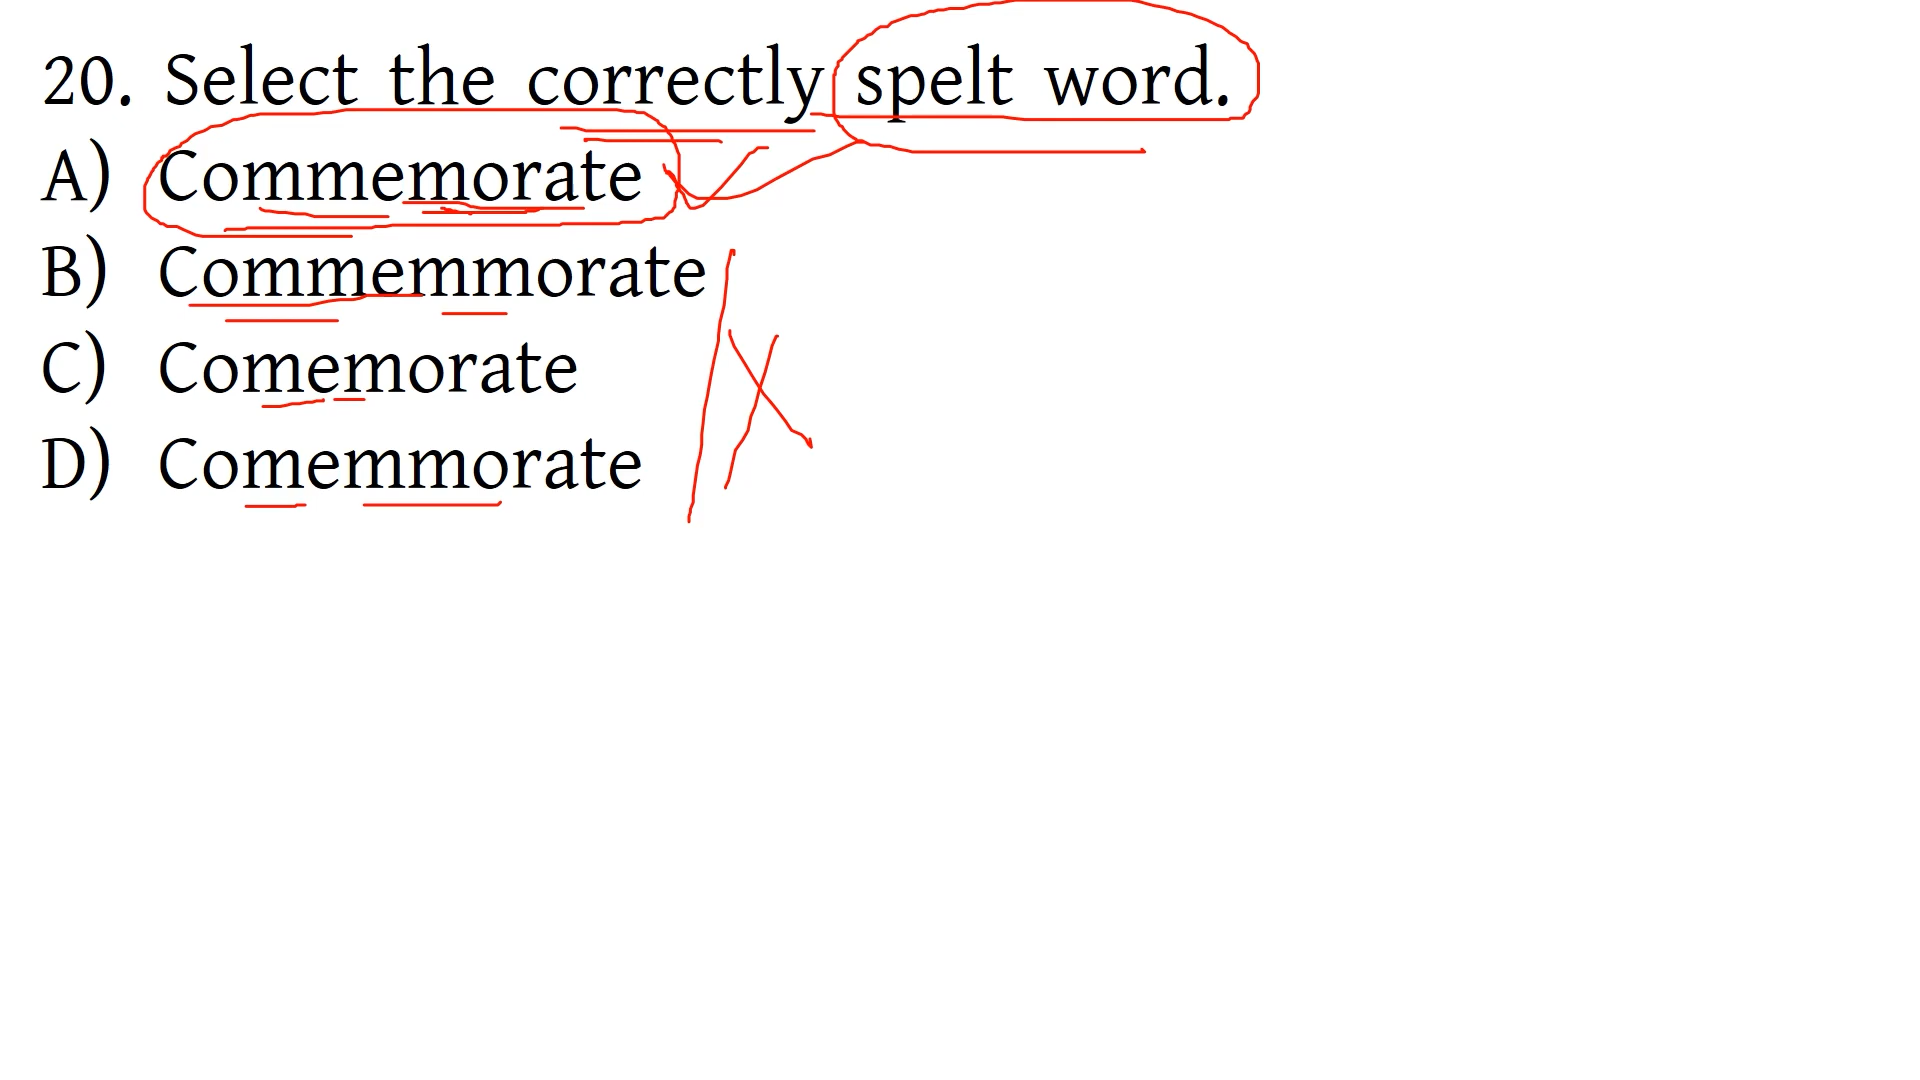 20. Select the correctly spelt word.
A) Commemorate
B) Commemmorate
C) Comemorate
D) Comemmorate